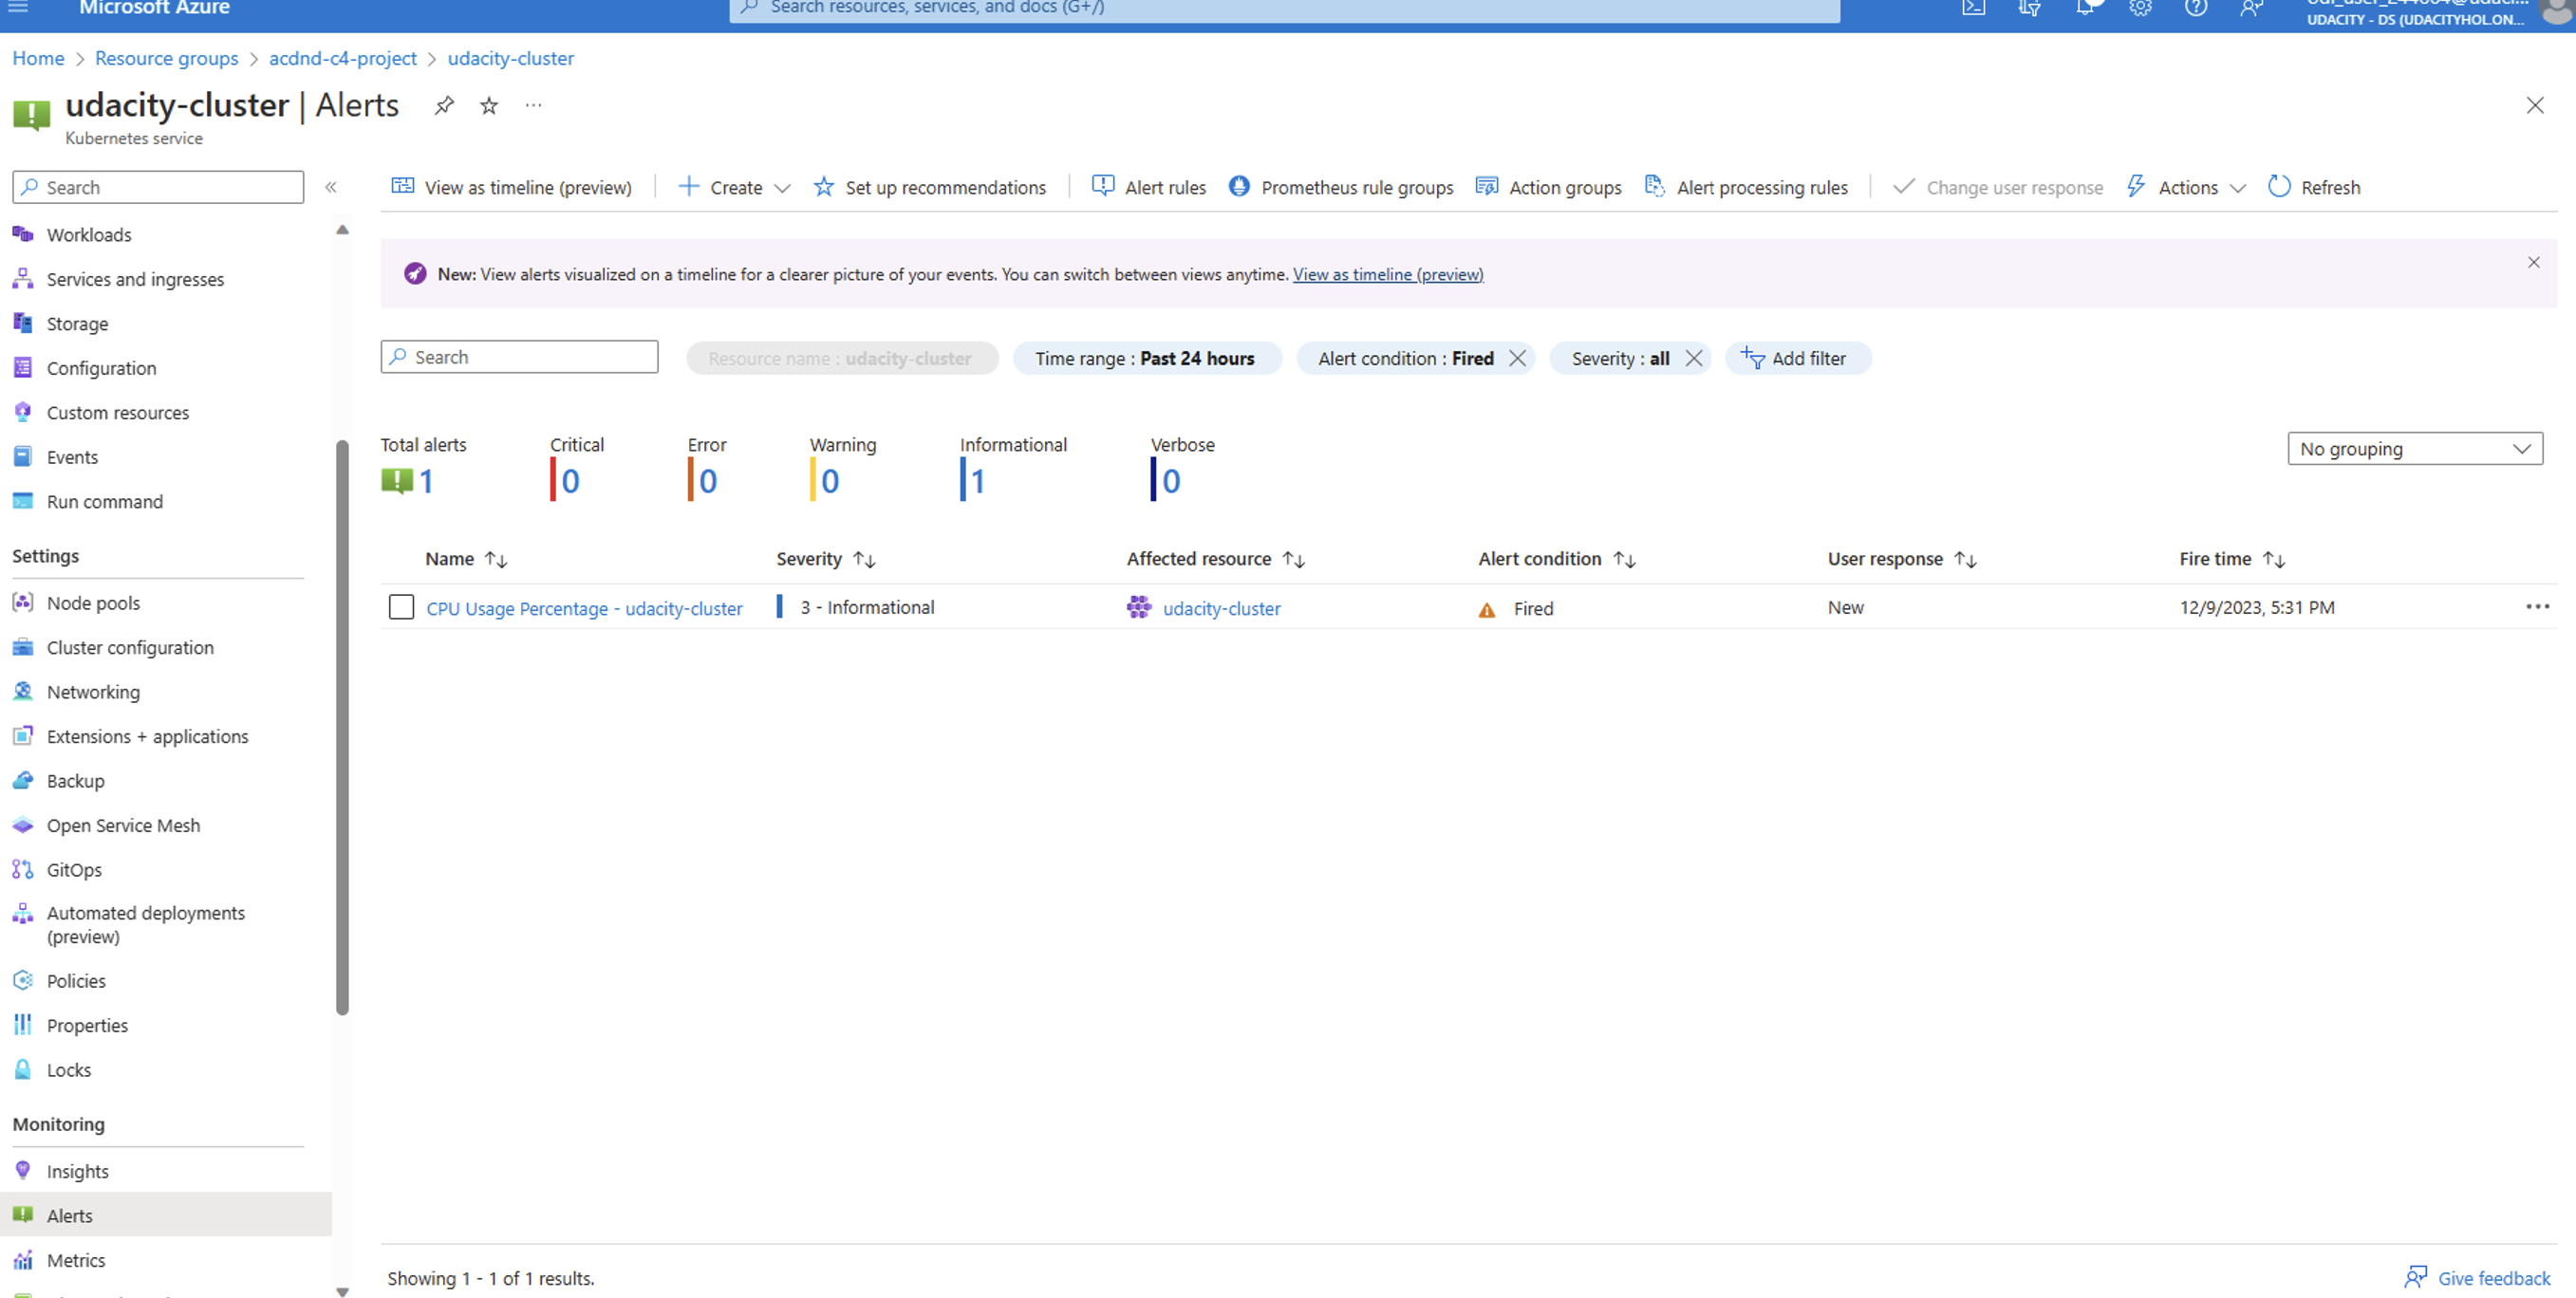 Microsoft Azure
Search resources, services, and docs (G+/)
UDACITY - DS (UDACITYHOL.ON...
Home > Resource groups > acdnd-c4-project > udacity-cluster
udacity-cluster | Alerts
Kubernetes service
Search
View as timeline (preview)
Create
Set up recommendations
Alert rules
Prometheus rule groups
Action groups
Alert processing rules
Change user response
Actions
Refresh
Workloads
Services and ingresses
Storage
Configuration
Custom resources
Events
Run command
Settings
Node pools
Cluster configuration
Networking
Extensions + applications
Backup
Open Service Mesh
GitOps
Automated deployments
(preview)
Policies
Properties
Locks
Monitoring
Insights
Alerts
Metrics
New: View alerts visualized on a timeline for a clearer picture of your events. You can switch between views anytime. View as timeline (preview)
Search
Resource name : udacity-cluster
Time range : Past 24 hours
Alert condition : Fired
Severity : all
Add filter
Total alerts
1
Critical
0
Error
0
Warning
0
Informational
1
Verbose
0
No grouping
Name
Severity
Affected resource
Alert condition
User response
Fire time
CPU Usage Percentage - udacity-cluster
3 - Informational
udacity-cluster
Fired
New
12/9/2023, 5:31 PM
Showing 1 - 1 of 1 results.
Give feedback